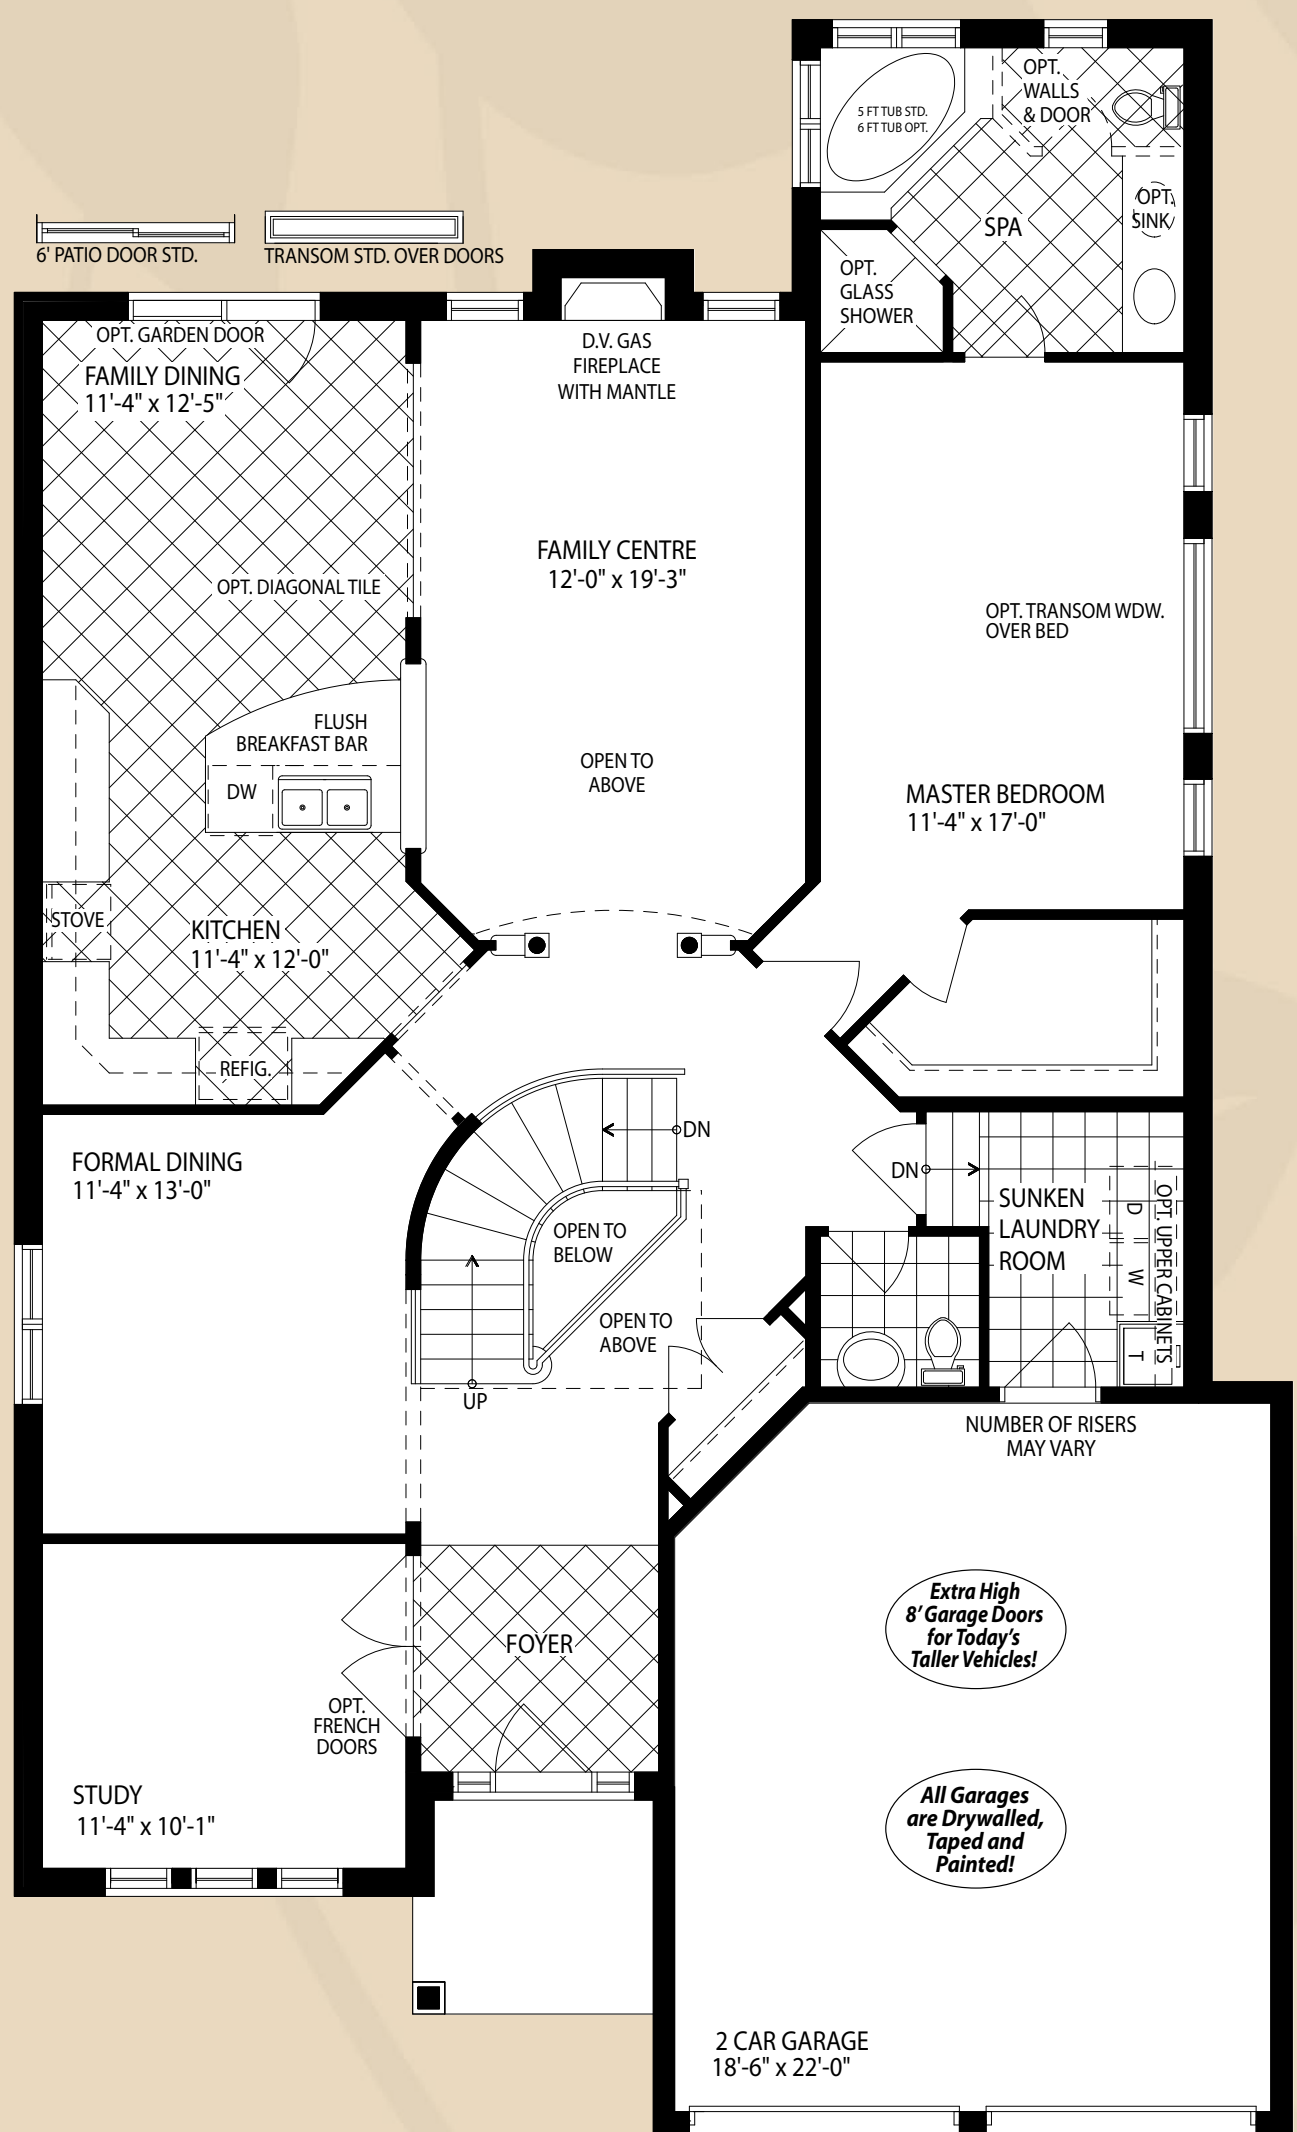 OPT.
WALLS
& DOOR
5 FT TUB STD.
6 FT TUB OPT.
OPT.
SINK
SPA
6' PATIO DOOR STD.
TRANSOM STD. OVER DOORS
OPT.
GLASS
SHOWER
OPT. GARDEN DOOR
FAMILY DINING
11'-4" x 12'-5"
D.V. GAS
FIREPLACE
WITH MANTLE
FAMILY CENTRE
12'-0" x 19'-3"
OPT. DIAGONAL TILE
OPT. TRANSOM WDW.
OVER BED
FLUSH
BREAKFAST BAR
DW
OPEN TO
ABOVE
MASTER BEDROOM
11'-4" x 17'-0"
STOVE
KITCHEN
11'-4" x 12'-0"
REFIG.
DN
FORMAL DINING
11'-4" x 13'-0"
DN
SUNKEN
LAUNDRY
ROOM
D
W
T
OPT. UPPER CABINETS
OPEN TO
BELOW
OPEN TO
ABOVE
UP
NUMBER OF RISERS
MAY VARY
Extra High
8' Garage Doors
for Today's
Taller Vehicles!
FOYER
OPT.
FRENCH
DOORS
STUDY
11'-4" x 10'-1"
All Garages
are Drywalled,
Taped and
Painted!
2 CAR GARAGE
18'-6" x 22'-0"